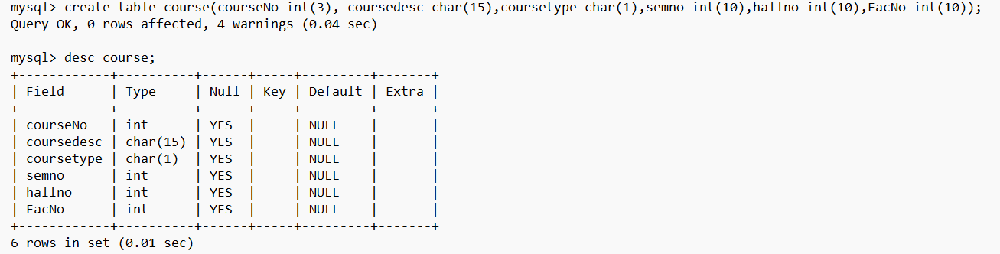 mysql> create table course(courseNo int(3), coursedesc char(15),coursetype char(1),semno int(10),hallno int(10),FacNo int(10));
Query OK, 0 rows affected, 4 warnings (0.04 sec)
mysql> desc course;
+------------+----------+------+-----+---------+-------+
| Field      | Type     | Null | Key | Default | Extra |
+------------+----------+------+-----+---------+-------+
| courseNo   | int      | YES  |     | NULL    |       |
| coursedesc | char(15) | YES  |     | NULL    |       |
| coursetype | char(1)  | YES  |     | NULL    |       |
| semno      | int      | YES  |     | NULL    |       |
| hallno     | int      | YES  |     | NULL    |       |
| FacNo      | int      | YES  |     | NULL    |       |
+------------+----------+------+-----+---------+-------+
6 rows in set (0.01 sec)